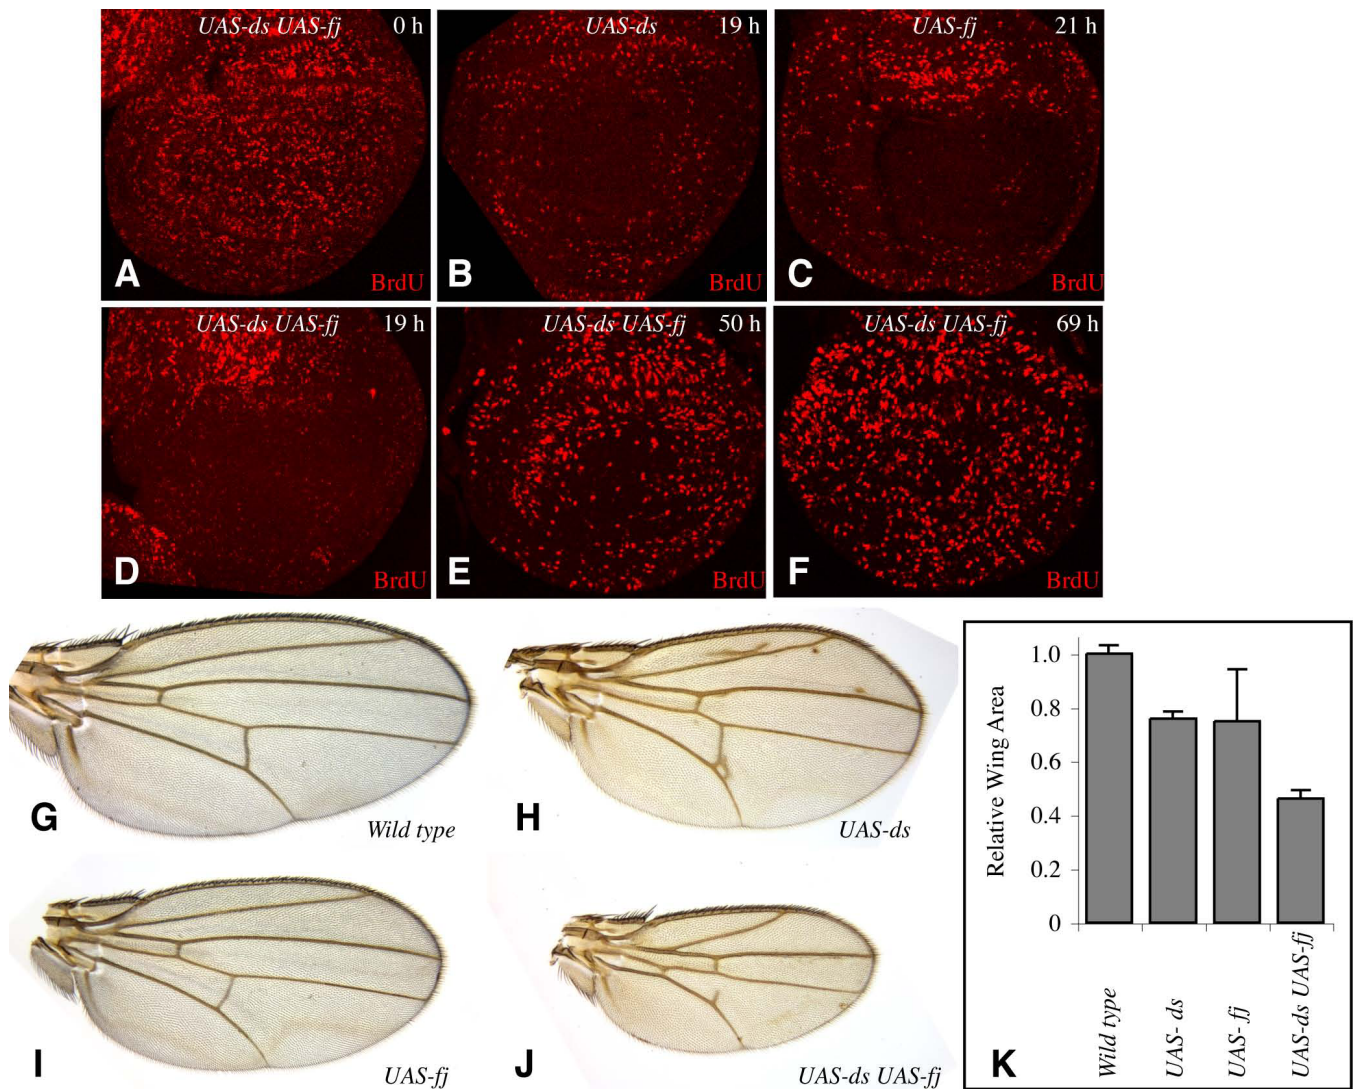 UAS-ds UAS-fj 0 h
A BrdU
UAS-ds 19 h
B BrdU
UAS-fj 21 h
C BrdU
UAS-ds UAS-fj 19 h
D BrdU
UAS-ds UAS-fj 50 h
E BrdU
UAS-ds UAS-fj 69 h
F BrdU
G Wild type
H UAS-ds
I UAS-fj
J UAS-ds UAS-fj
Relative Wing Area
1.0
0.8
0.6
0.4
0.2
0
Wild type
UAS- ds
UAS- fj
UAS-ds UAS-fj
K